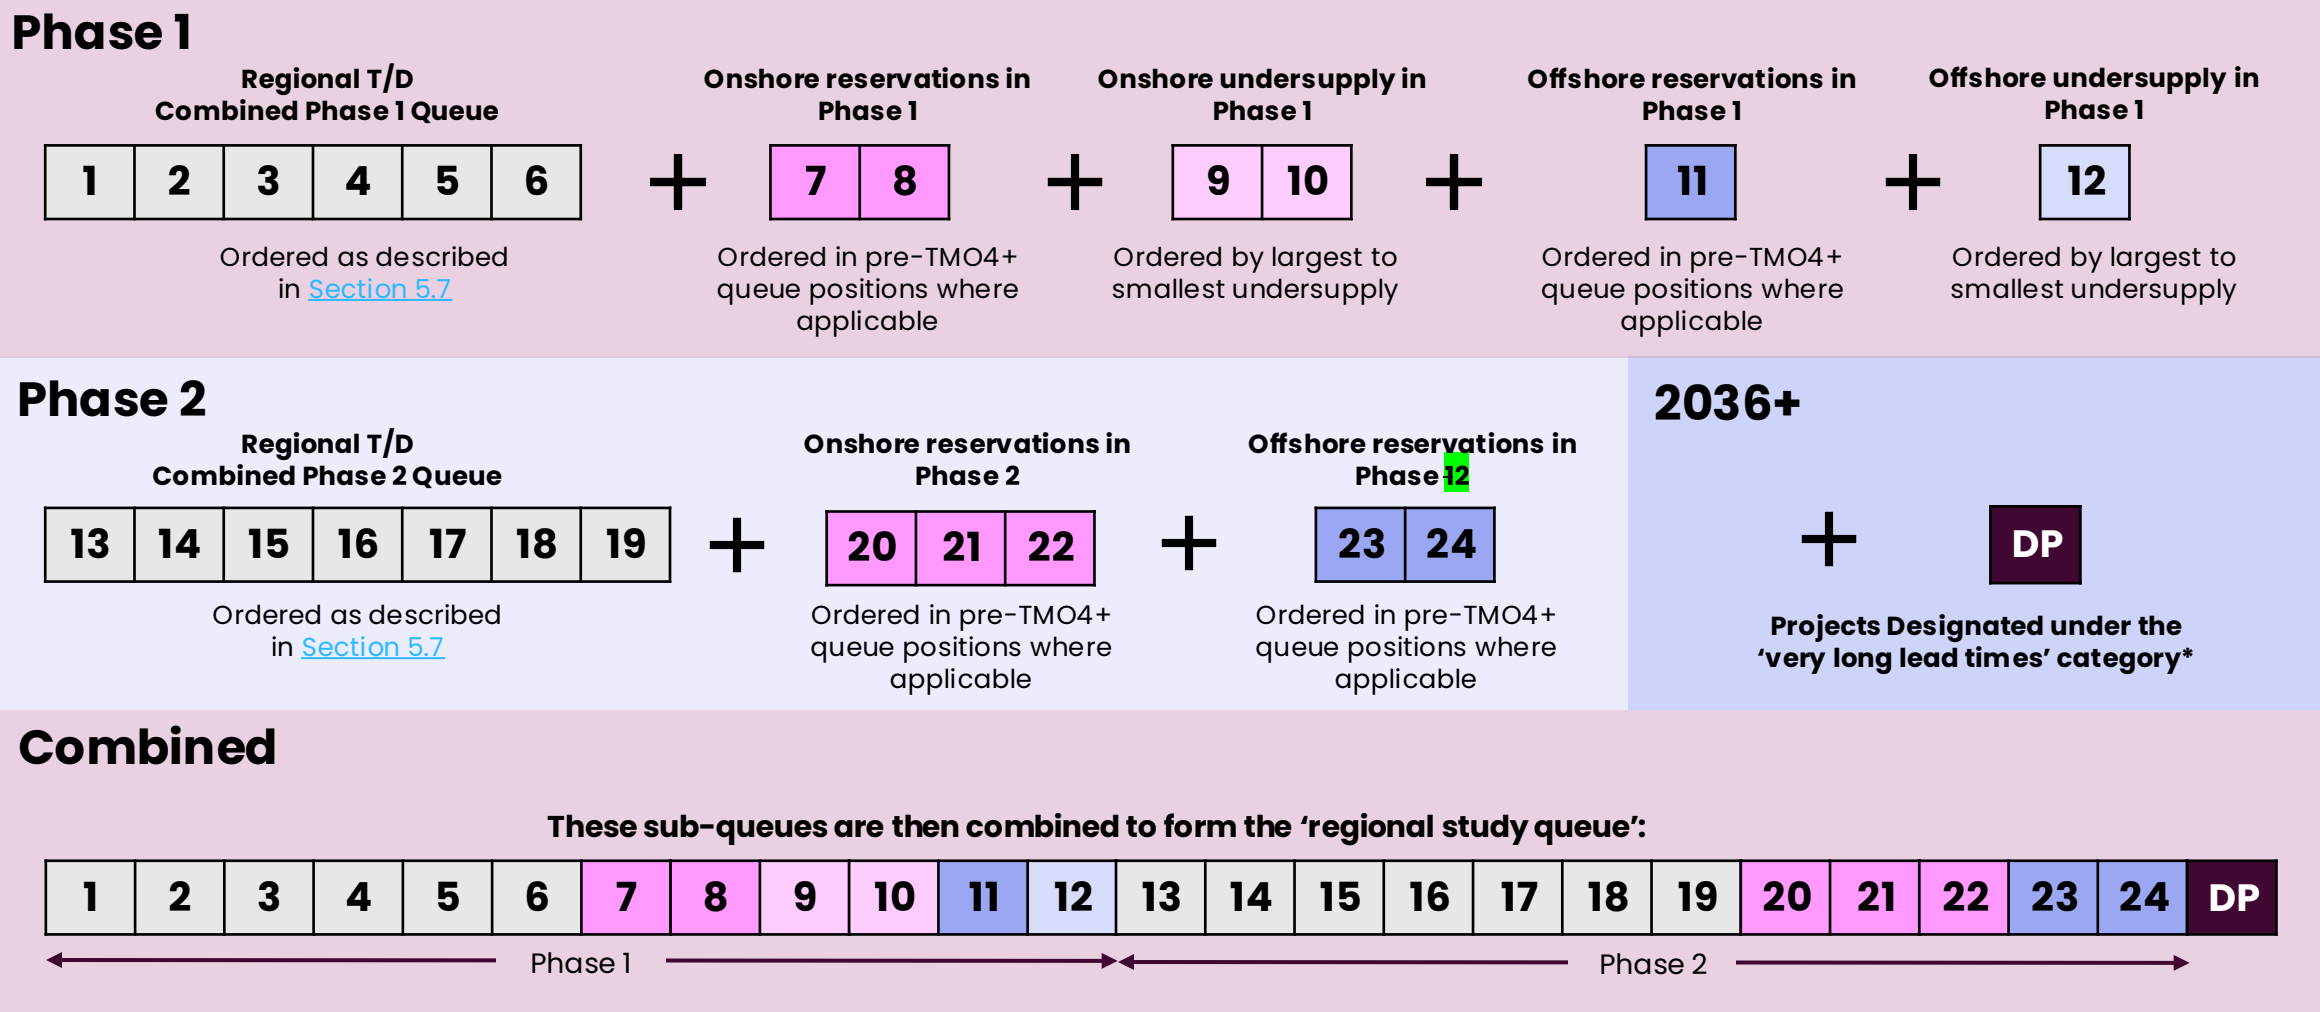 Phase 1
Regional T/D
Combined Phase 1 Queue
1 2 3 4 5 6
Ordered as described
in Section 5.7
+
Onshore reservations in
Phase 1
7 8
Ordered in pre-TMO4+
queue positions where
applicable
+
Onshore undersupply in
Phase 1
9 10
Ordered by largest to
smallest undersupply
+
Offshore reservations in
Phase 1
11
Ordered in pre-TMO4+
queue positions where
applicable
+
Offshore undersupply in
Phase 1
12
Ordered by largest to
smallest undersupply
Phase 2
Regional T/D
Combined Phase 2 Queue
13 14 15 16 17 18 19
Ordered as described
in Section 5.7
+
Onshore reservations in
Phase 2
20 21 22
Ordered in pre-TMO4+
queue positions where
applicable
+
Offshore reservations in
Phase 12
23 24
Ordered in pre-TMO4+
queue positions where
applicable
2036+
+
DP
Projects Designated under the
‘very long lead times’ category*
Combined
These sub-queues are then combined to form the ‘regional study queue’:
1 2 3 4 5 6 7 8 9 10 11 12 13 14 15 16 17 18 19 20 21 22 23 24 DP
Phase 1 Phase 2